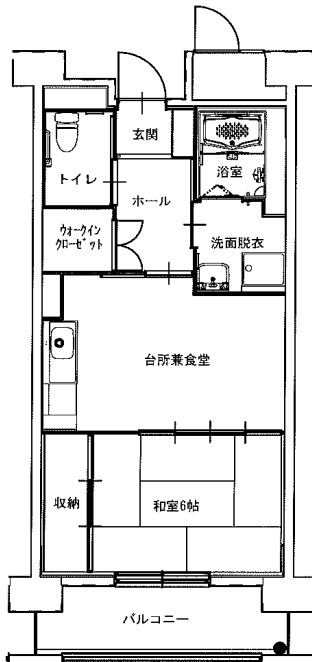 玄関
トイレ
浴室
ホール
ウォークイン
クローゼット
洗面脱衣
台所兼食堂
収納
和室6帖
バルコニー